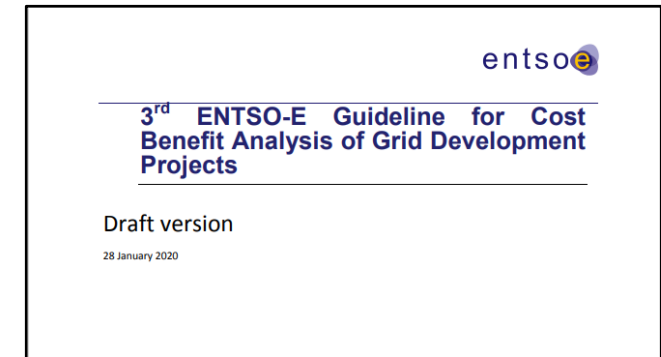 entsoe
3rd ENTSO-E Guideline for Cost
Benefit Analysis of Grid Development
Projects
Draft version
28 January 2020